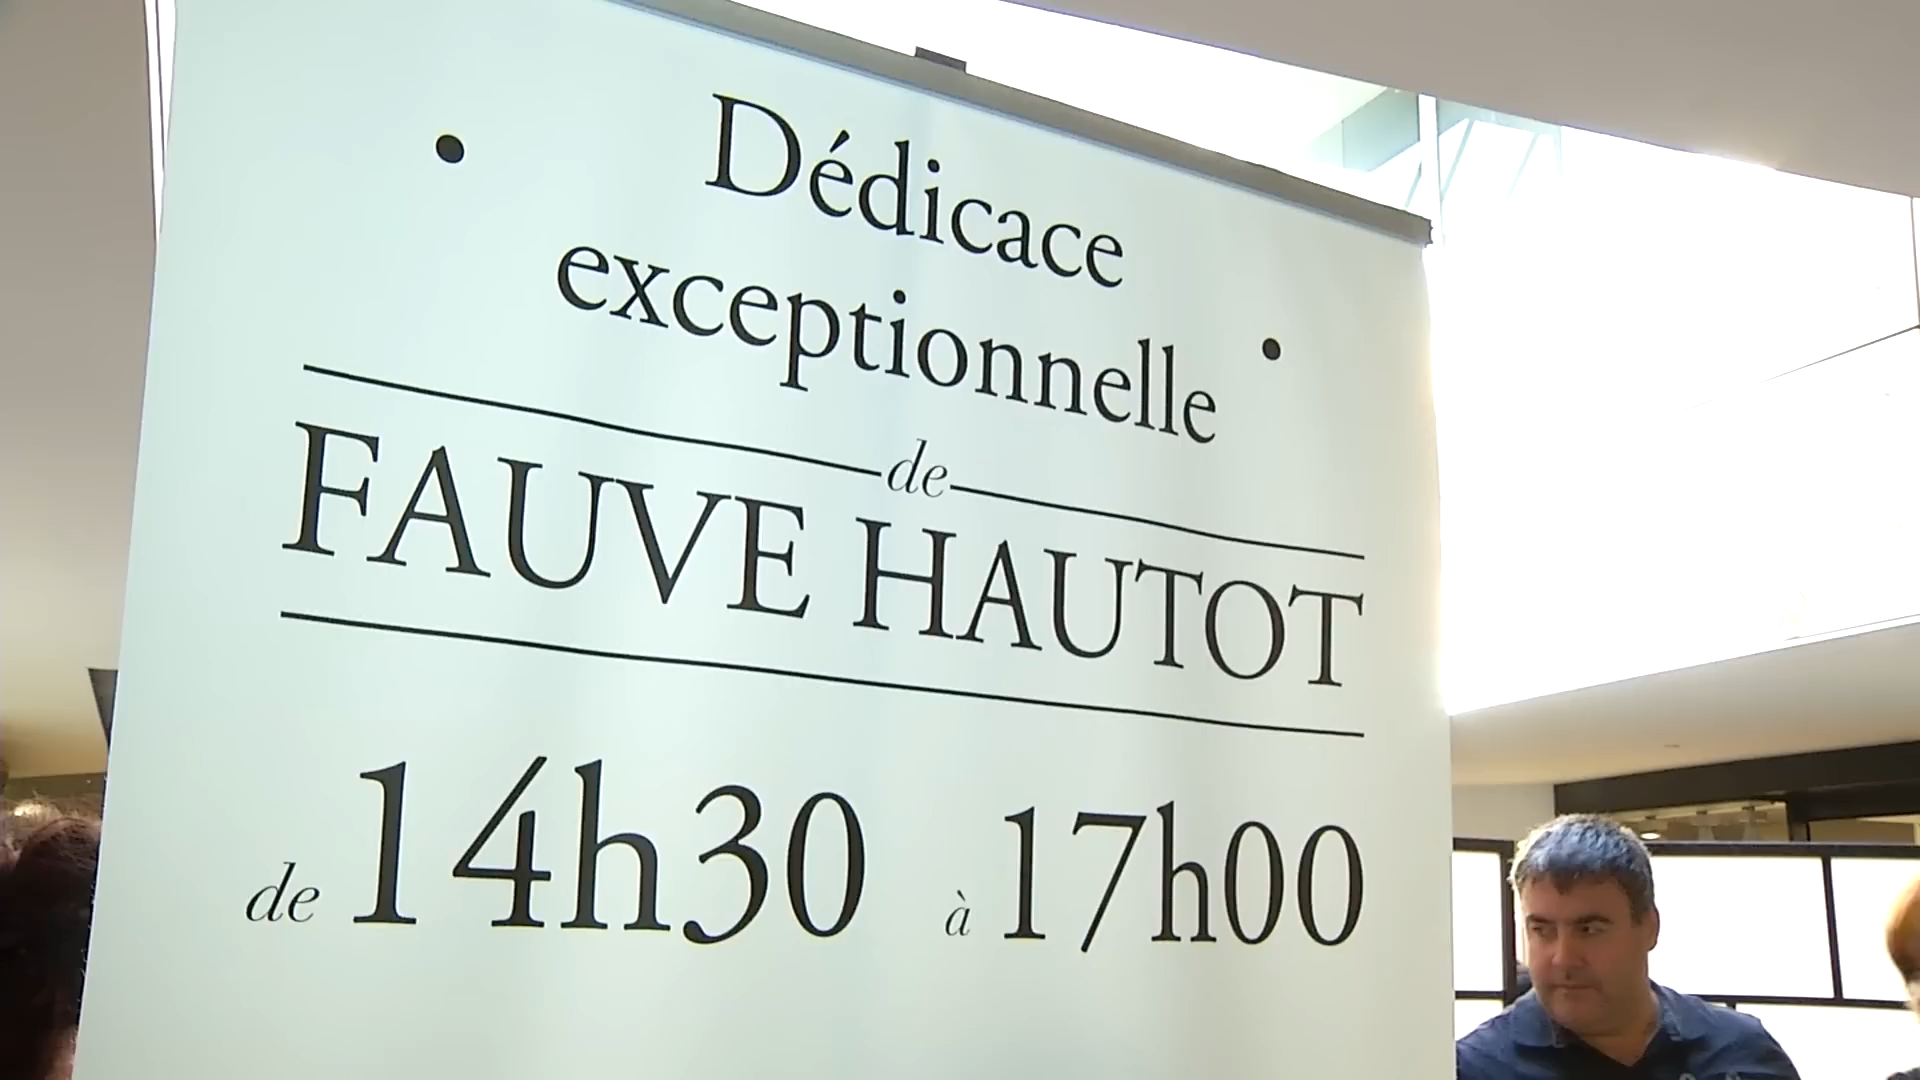 Dédicace
exceptionnelle
de
FAUVE HAUTOT
de 14h30 à 17h00